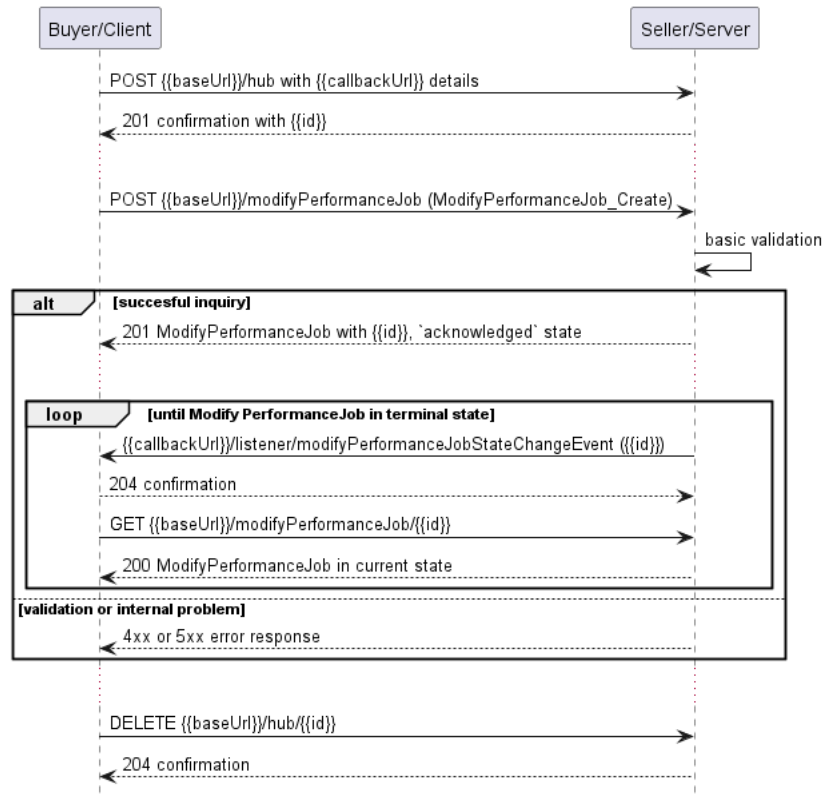 Buyer/Client
Seller/Server
POST {{baseUrl}}/hub with {{callbackUrl}} details
201 confirmation with {{id}}
POST {{baseUrl}}/modifyPerformanceJob (ModifyPerformanceJob_Create)
basic validation
alt
[succesful inquiry]
201 ModifyPerformanceJob with {{id}}, `acknowledged` state
loop
[until Modify PerformanceJob in terminal state]
{{callbackUrl}}/listener/modifyPerformanceJobStateChangeEvent ({{id}})
204 confirmation
GET {{baseUrl}}/modifyPerformanceJob/{{id}}
200 ModifyPerformanceJob in current state
[validation or internal problem]
4xx or 5xx error response
DELETE {{baseUrl}}/hub/{{id}}
204 confirmation